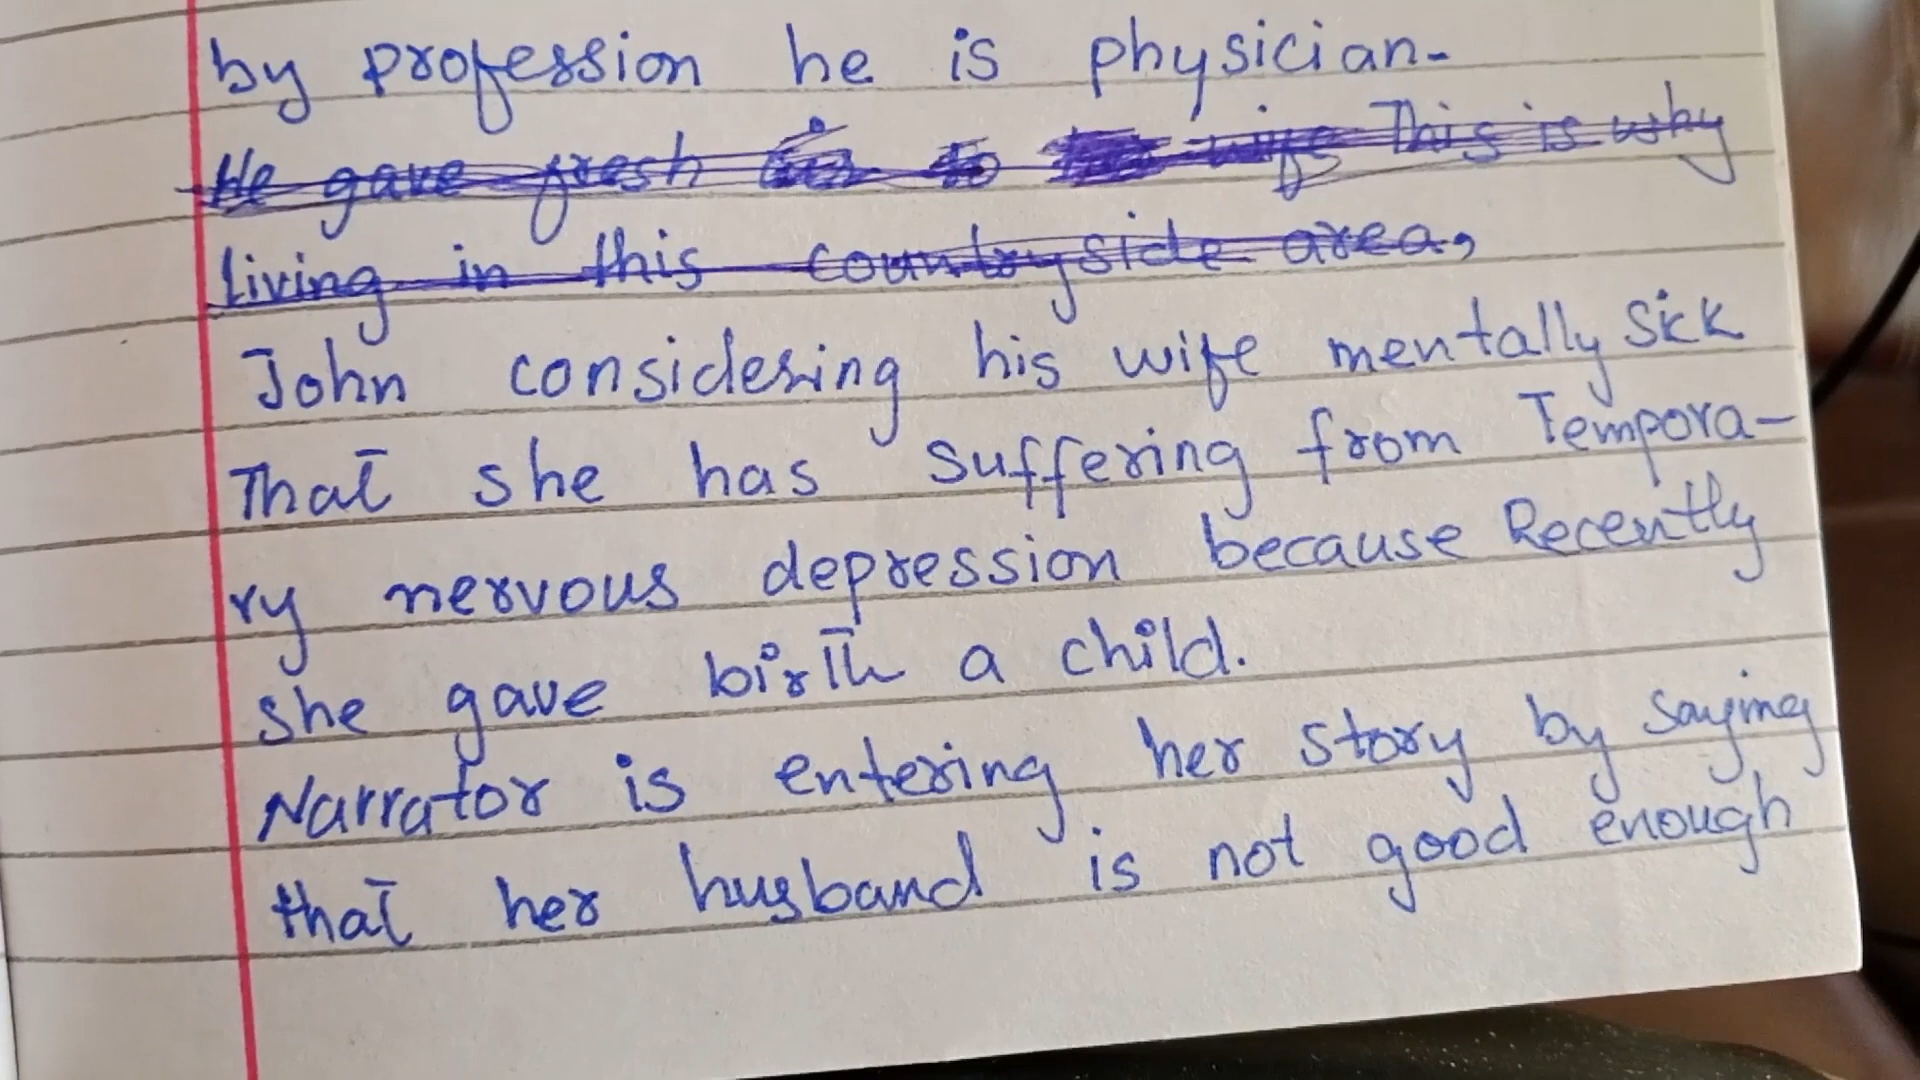 by profession he is physician.
He gave fresh to wife This is why
living in this countryside area,
John considering his wife mentally sick
That she has suffering from Tempora-
ry nervous depression because Recently
she gave birth a child.
Narrator is entering her story by saying
that her husband is not good enough